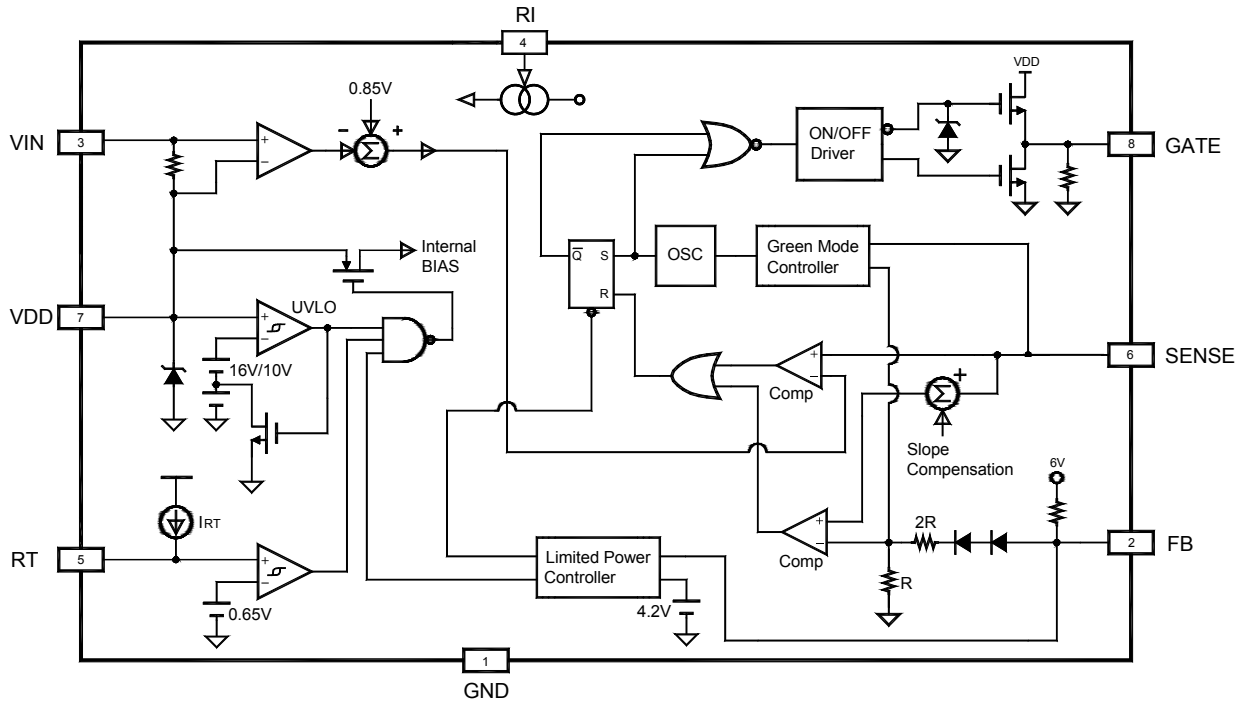 RI
4
VDD
0.85V
VIN
3
+
−
−
Σ
+
ON/OFF
Driver
8
GATE
Internal
BIAS
Q̅
S
R
OSC
Green Mode
Controller
VDD
7
UVLO
+
−
16V/10V
+
−
Comp
6
SENSE
+
Σ
Slope
Compensation
6V
IRT
RT
5
+
−
0.65V
Limited Power
Controller
4.2V
+
−
Comp
2R
R
2
FB
1
GND